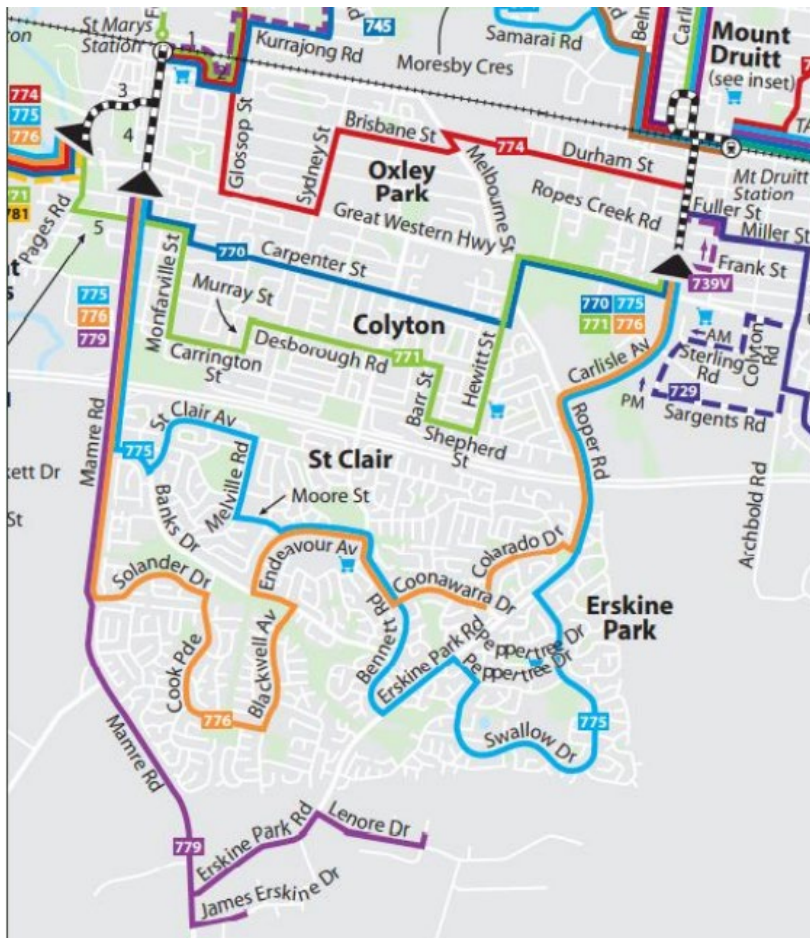 St Marys
Station
1
2
3
4
5
Kurrajong Rd
745
Moresby Cres
Samarai Rd
Mount
Druitt
(see inset)
774
775
776
Glossop St
Sydney St
Brisbane St
774
Durham St
Melbourne St
Oxley
Park
Ropes Creek Rd
Great Western Hwy
Mt Druitt
Station
Fuller St
Miller St
Frank St
739V
771
781
Pages Rd
770
Carpenter St
Monfarville St
Murray St
Colyton
775
776
779
Carrington
St
Desborough Rd
771
Barr St
Hewitt St
Shepherd
St
770
775
771
776
Carlisle Av
AM
Sterling
Rd
Colyton
Rd
PM
729
Sargents Rd
Roper Rd
Archbold Rd
Mamre Rd
St Clair Av
775
St Clair
Melville Rd
Moore St
Banks Dr
Endeavour Av
Solander Dr
Cook Pde
776
Blackwell Av
Bennett Rd
Coonawarra Dr
Colarado Dr
Erskine
Park
Erskine Park Rd
Peppertree Dr
Peppertree Dr
Swallow Dr
775
Mamre Rd
779
Erskine Park Rd
Lenore Dr
James Erskine Dr